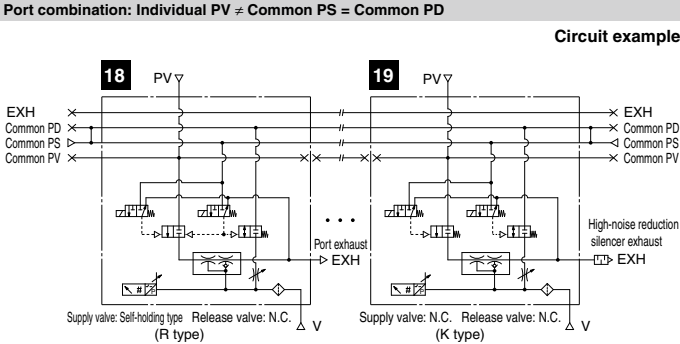 Port combination: Individual PV ≠ Common PS = Common PD
Circuit example
18 PV 19 PV
EXH EXH
Common PD Common PD
Common PS Common PS
Common PV Common PV
High-noise reduction
silencer exhaust
Port exhaust
EXH EXH
# #
Supply valve: Self-holding type Release valve: N.C. V Supply valve: N.C. Release valve: N.C. V
(R type) (K type)